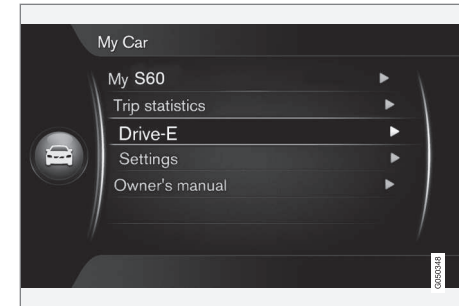 My Car
My S60
Trip statistics
Drive-E
Settings
Owner's manual
G050348